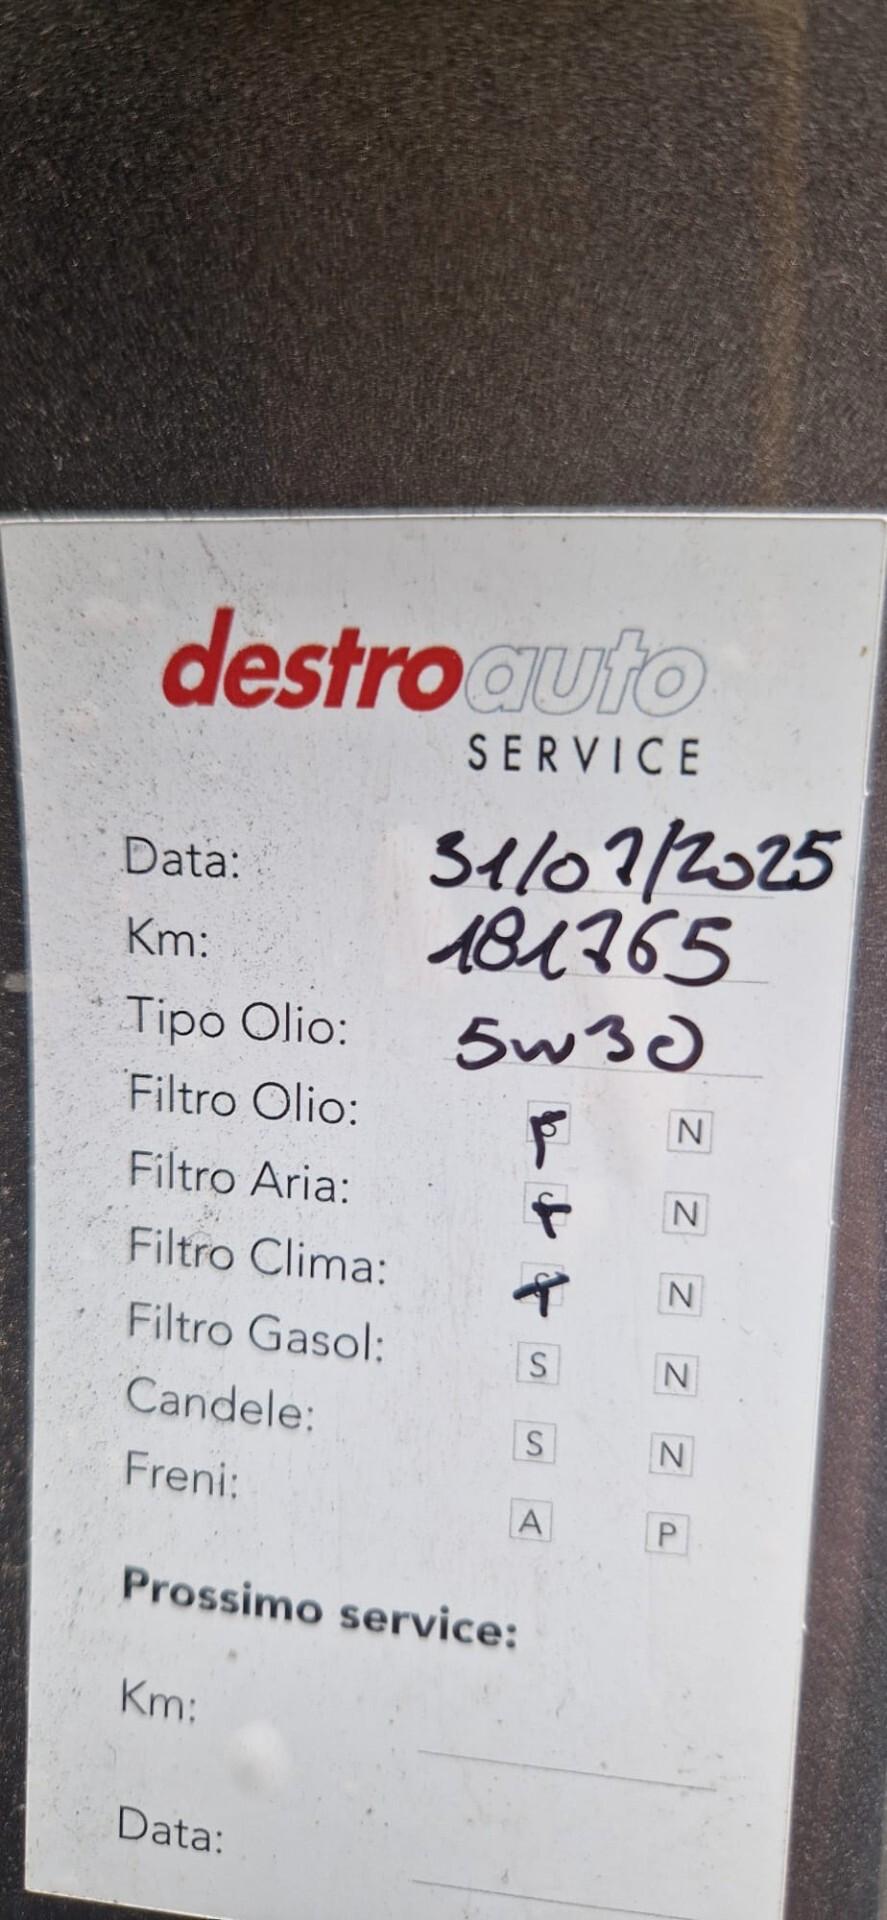 destroauto
SERVICE
Data: 31/07/2025
Km: 181765
Tipo Olio: 5w30
Filtro Olio: S N
Filtro Aria: S N
Filtro Clima: S N
Filtro Gasol: S N
Candele: S N
Freni: A P
Prossimo service:
Km:
Data: